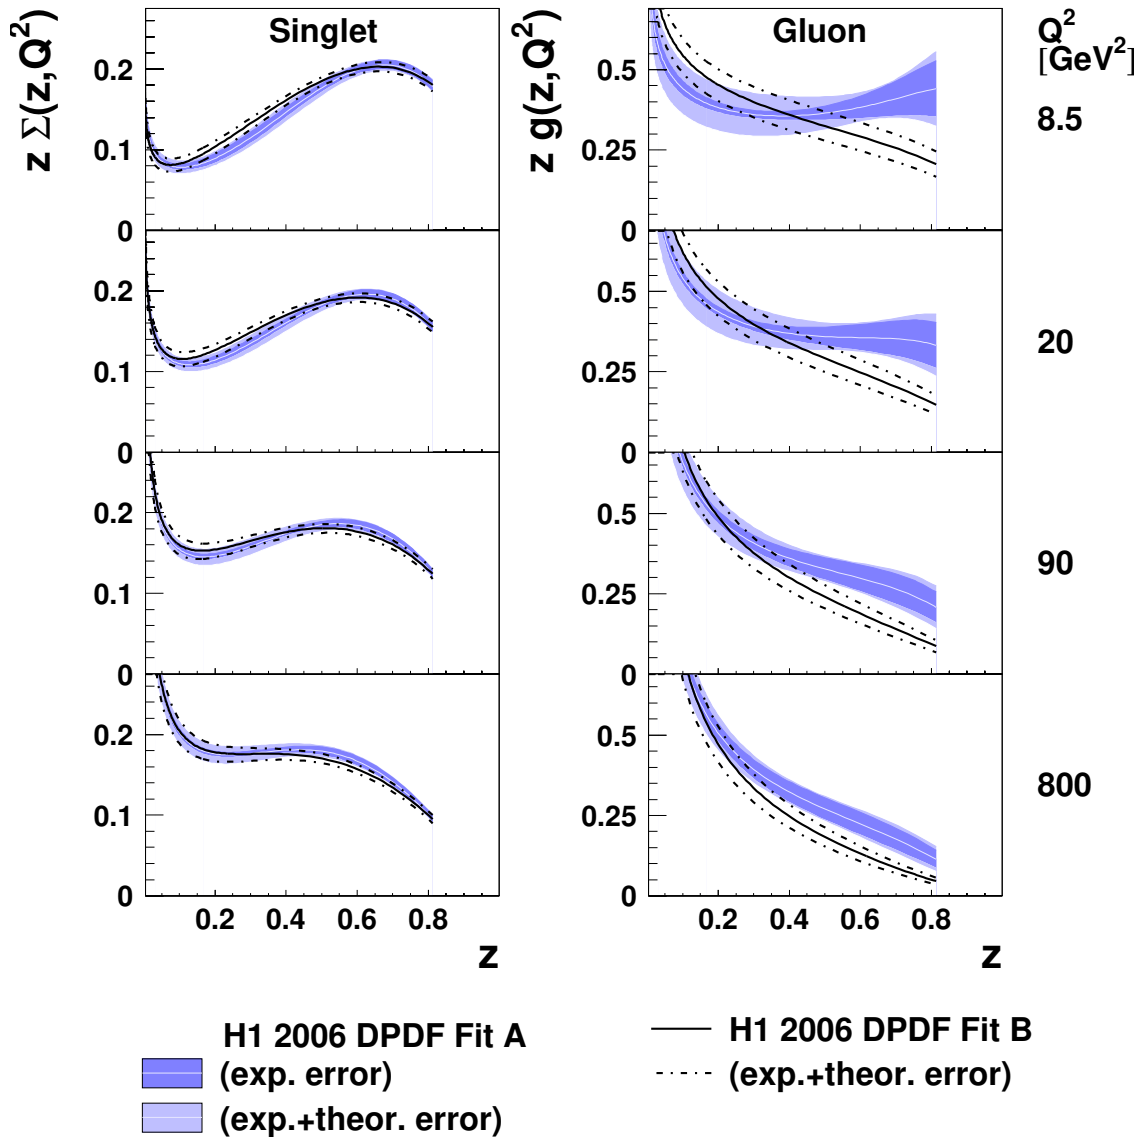 Singlet
Gluon
Q²
[GeV²]
z Σ(z,Q²)
z g(z,Q²)
0.2
0.1
0
0.5
0.25
0
8.5
0.2
0.1
0
0.5
0.25
0
20
0.2
0.1
0
0.5
0.25
0
90
0.2
0.1
0
0.5
0.25
0
800
0.2 0.4 0.6 0.8
0.2 0.4 0.6 0.8
z
z
H1 2006 DPDF Fit A
(exp. error)
(exp.+theor. error)
H1 2006 DPDF Fit B
(exp.+theor. error)